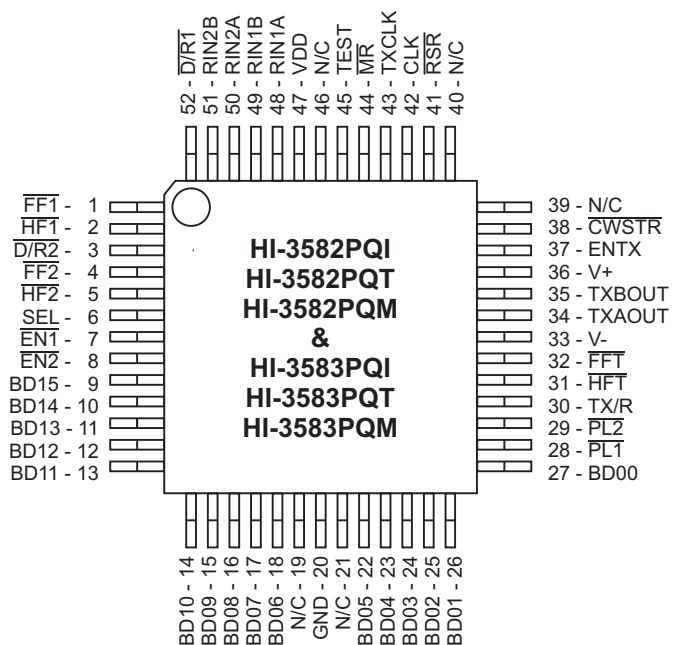 52 - D/R1
51 - RIN2B
50 - RIN2A
49 - RIN1B
48 - RIN1A
47 - VDD
46 - N/C
45 - TEST
44 - MR
43 - TXCLK
42 - CLK
41 - RSR
40 - N/C
FF1 - 1
HF1 - 2
D/R2 - 3
FF2 - 4
HF2 - 5
SEL - 6
EN1 - 7
EN2 - 8
BD15 - 9
BD14 - 10
BD13 - 11
BD12 - 12
BD11 - 13
HI-3582PQI
HI-3582PQT
HI-3582PQM
&
HI-3583PQI
HI-3583PQT
HI-3583PQM
39 - N/C
38 - CWSTR
37 - ENTX
36 - V+
35 - TXBOUT
34 - TXAOUT
33 - V-
32 - FFT
31 - HFT
30 - TX/R
29 - PL2
28 - PL1
27 - BD00
BD10 - 14
BD09 - 15
BD08 - 16
BD07 - 17
BD06 - 18
N/C - 19
GND - 20
N/C - 21
BD05 - 22
BD04 - 23
BD03 - 24
BD02 - 25
BD01 - 26